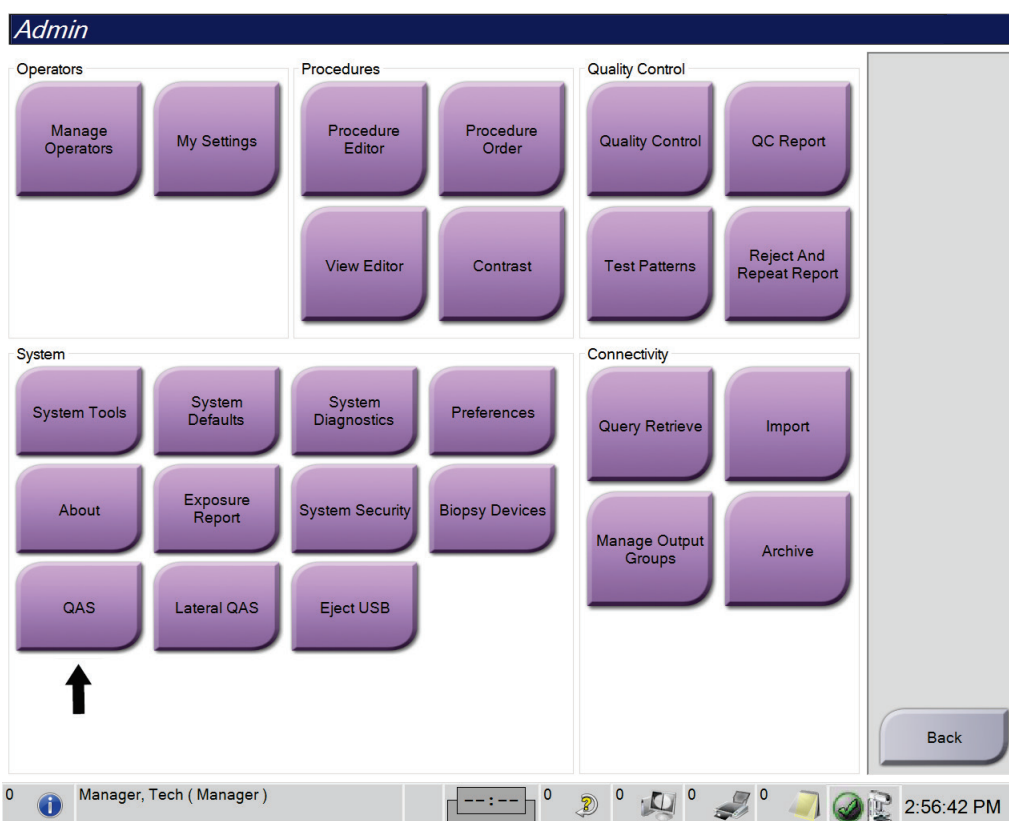 Admin
Operators
Manage
Operators
My Settings
Procedures
Procedure
Editor
Procedure
Order
View Editor
Contrast
Quality Control
Quality Control
QC Report
Test Patterns
Reject And
Repeat Report
System
System Tools
System
Defaults
System
Diagnostics
Preferences
About
Exposure
Report
System Security
Biopsy Devices
QAS
Lateral QAS
Eject USB
Connectivity
Query Retrieve
Import
Manage Output
Groups
Archive
Back
0 Manager, Tech ( Manager ) --:-- 0 0 0 0 2:56:42 PM